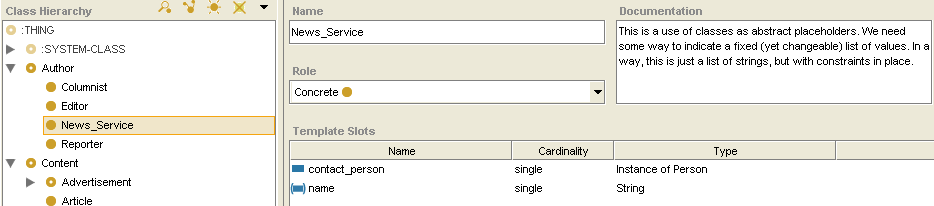 Class Hierarchy
:THING
:SYSTEM-CLASS
Author
Columnist
Editor
News_Service
Reporter
Content
Advertisement
Article
Name
News_Service
Role
Concrete
Documentation
This is a use of classes as abstract placeholders. We need
some way to indicate a fixed (yet changeable) list of values. In a
way, this is just a list of strings, but with constraints in place.
Template Slots
Name Cardinality Type
contact_person single Instance of Person
name single String